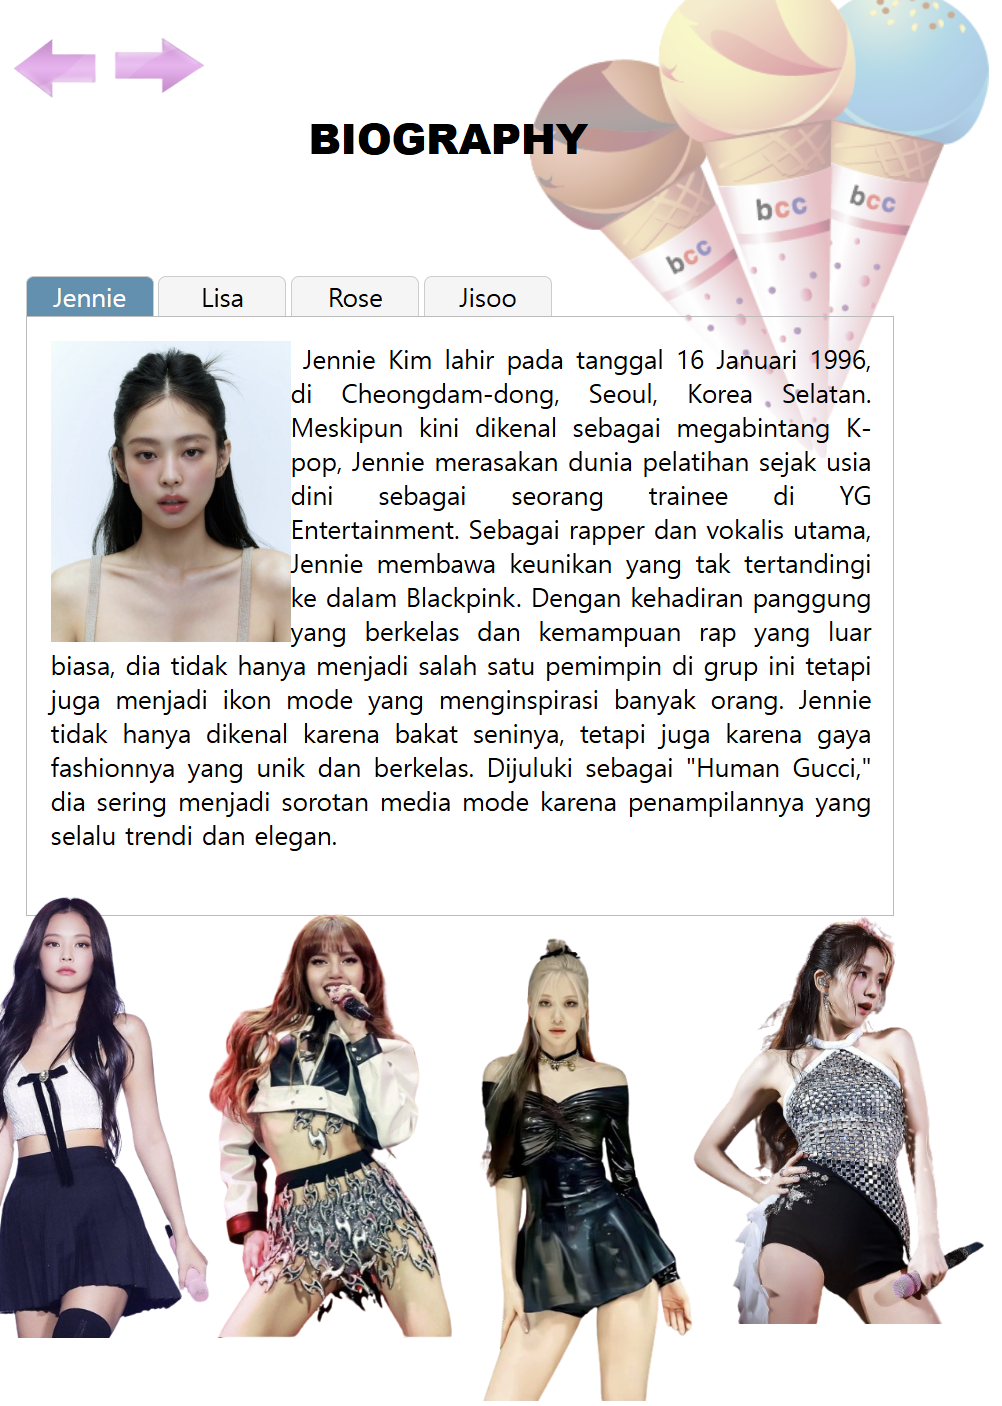 BIOGRAPHY
bcc
bcc
bcc
Jennie
Lisa
Rose
Jisoo
Jennie Kim lahir pada tanggal 16 Januari 1996,
di Cheongdam-dong, Seoul, Korea Selatan.
Meskipun kini dikenal sebagai megabintang K-
pop, Jennie merasakan dunia pelatihan sejak usia
dini sebagai seorang trainee di YG
Entertainment. Sebagai rapper dan vokalis utama,
Jennie membawa keunikan yang tak tertandingi
ke dalam Blackpink. Dengan kehadiran panggung
yang berkelas dan kemampuan rap yang luar
biasa, dia tidak hanya menjadi salah satu pemimpin di grup ini tetapi
juga menjadi ikon mode yang menginspirasi banyak orang. Jennie
tidak hanya dikenal karena bakat seninya, tetapi juga karena gaya
fashionnya yang unik dan berkelas. Dijuluki sebagai "Human Gucci,"
dia sering menjadi sorotan media mode karena penampilannya yang
selalu trendi dan elegan.